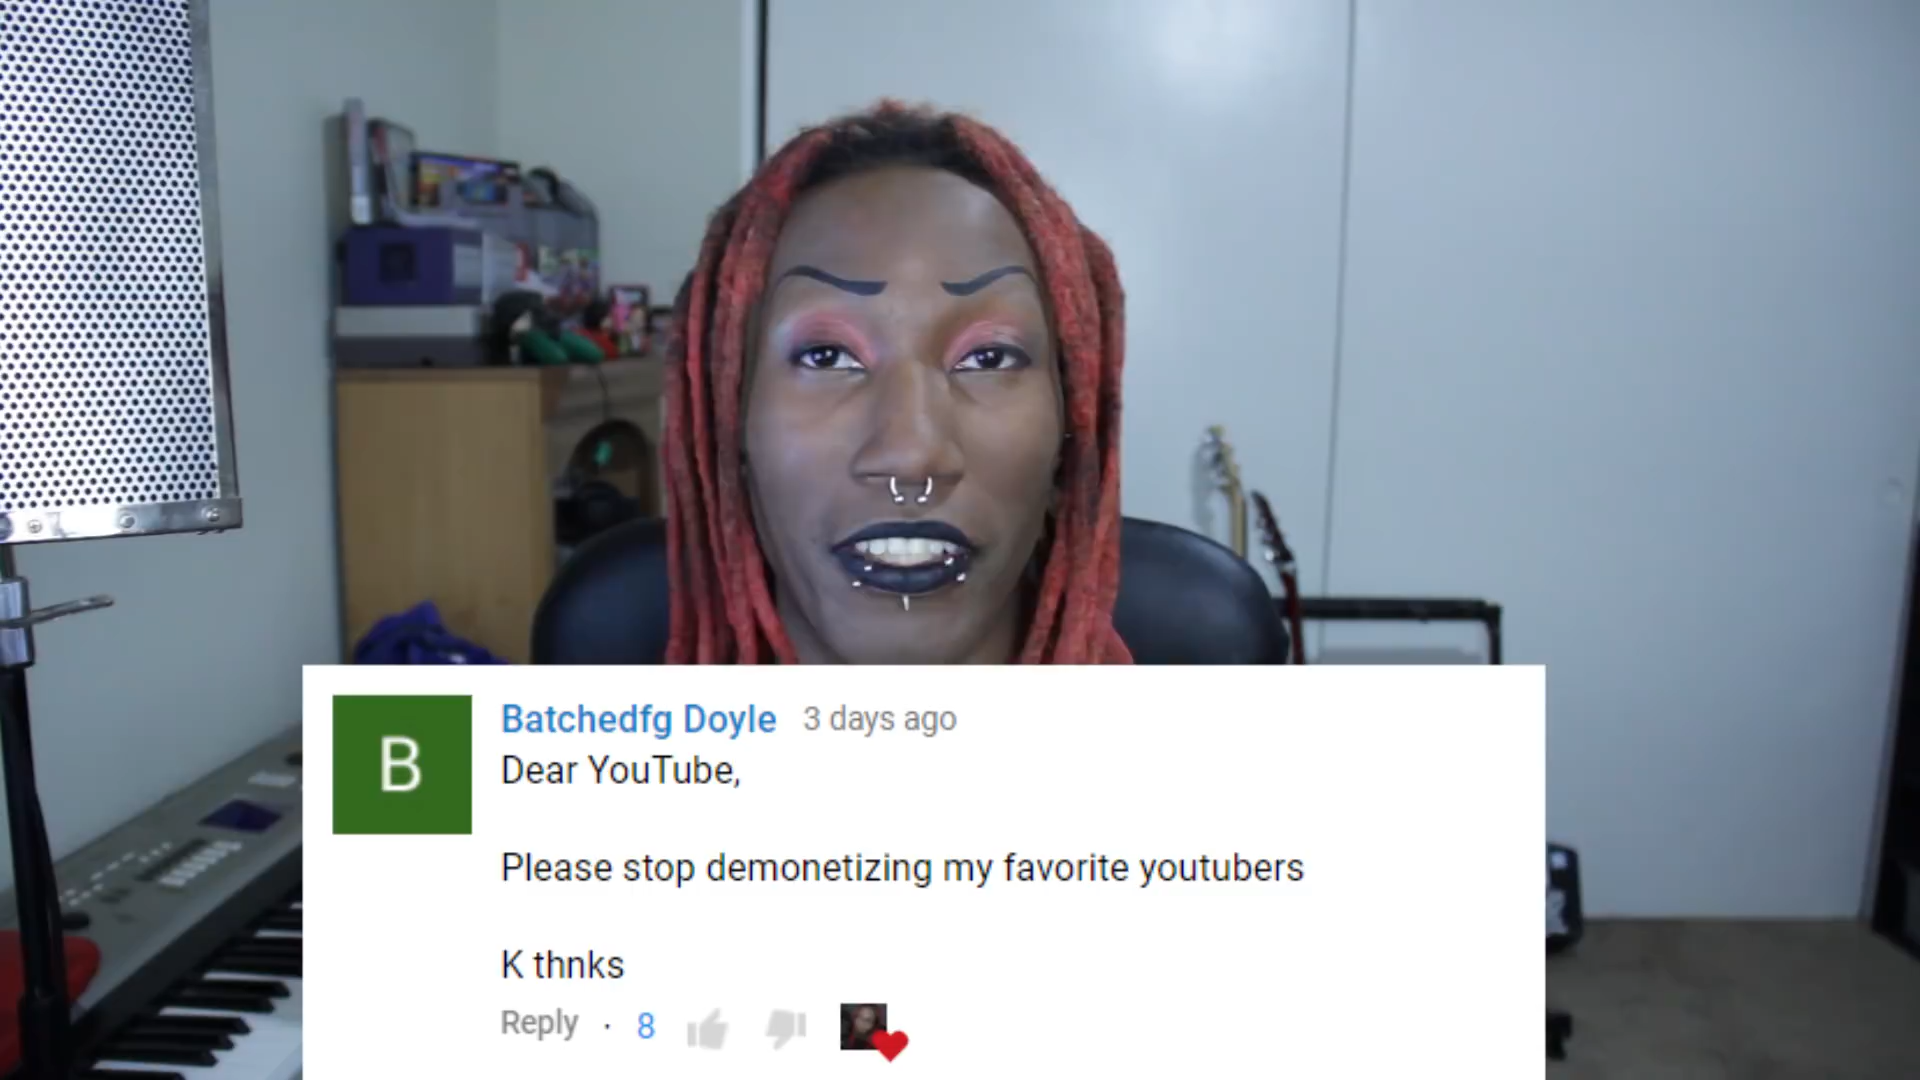 B
Batchedfg Doyle 3 days ago
Dear YouTube,
Please stop demonetizing my favorite youtubers
K thnks
Reply · 8